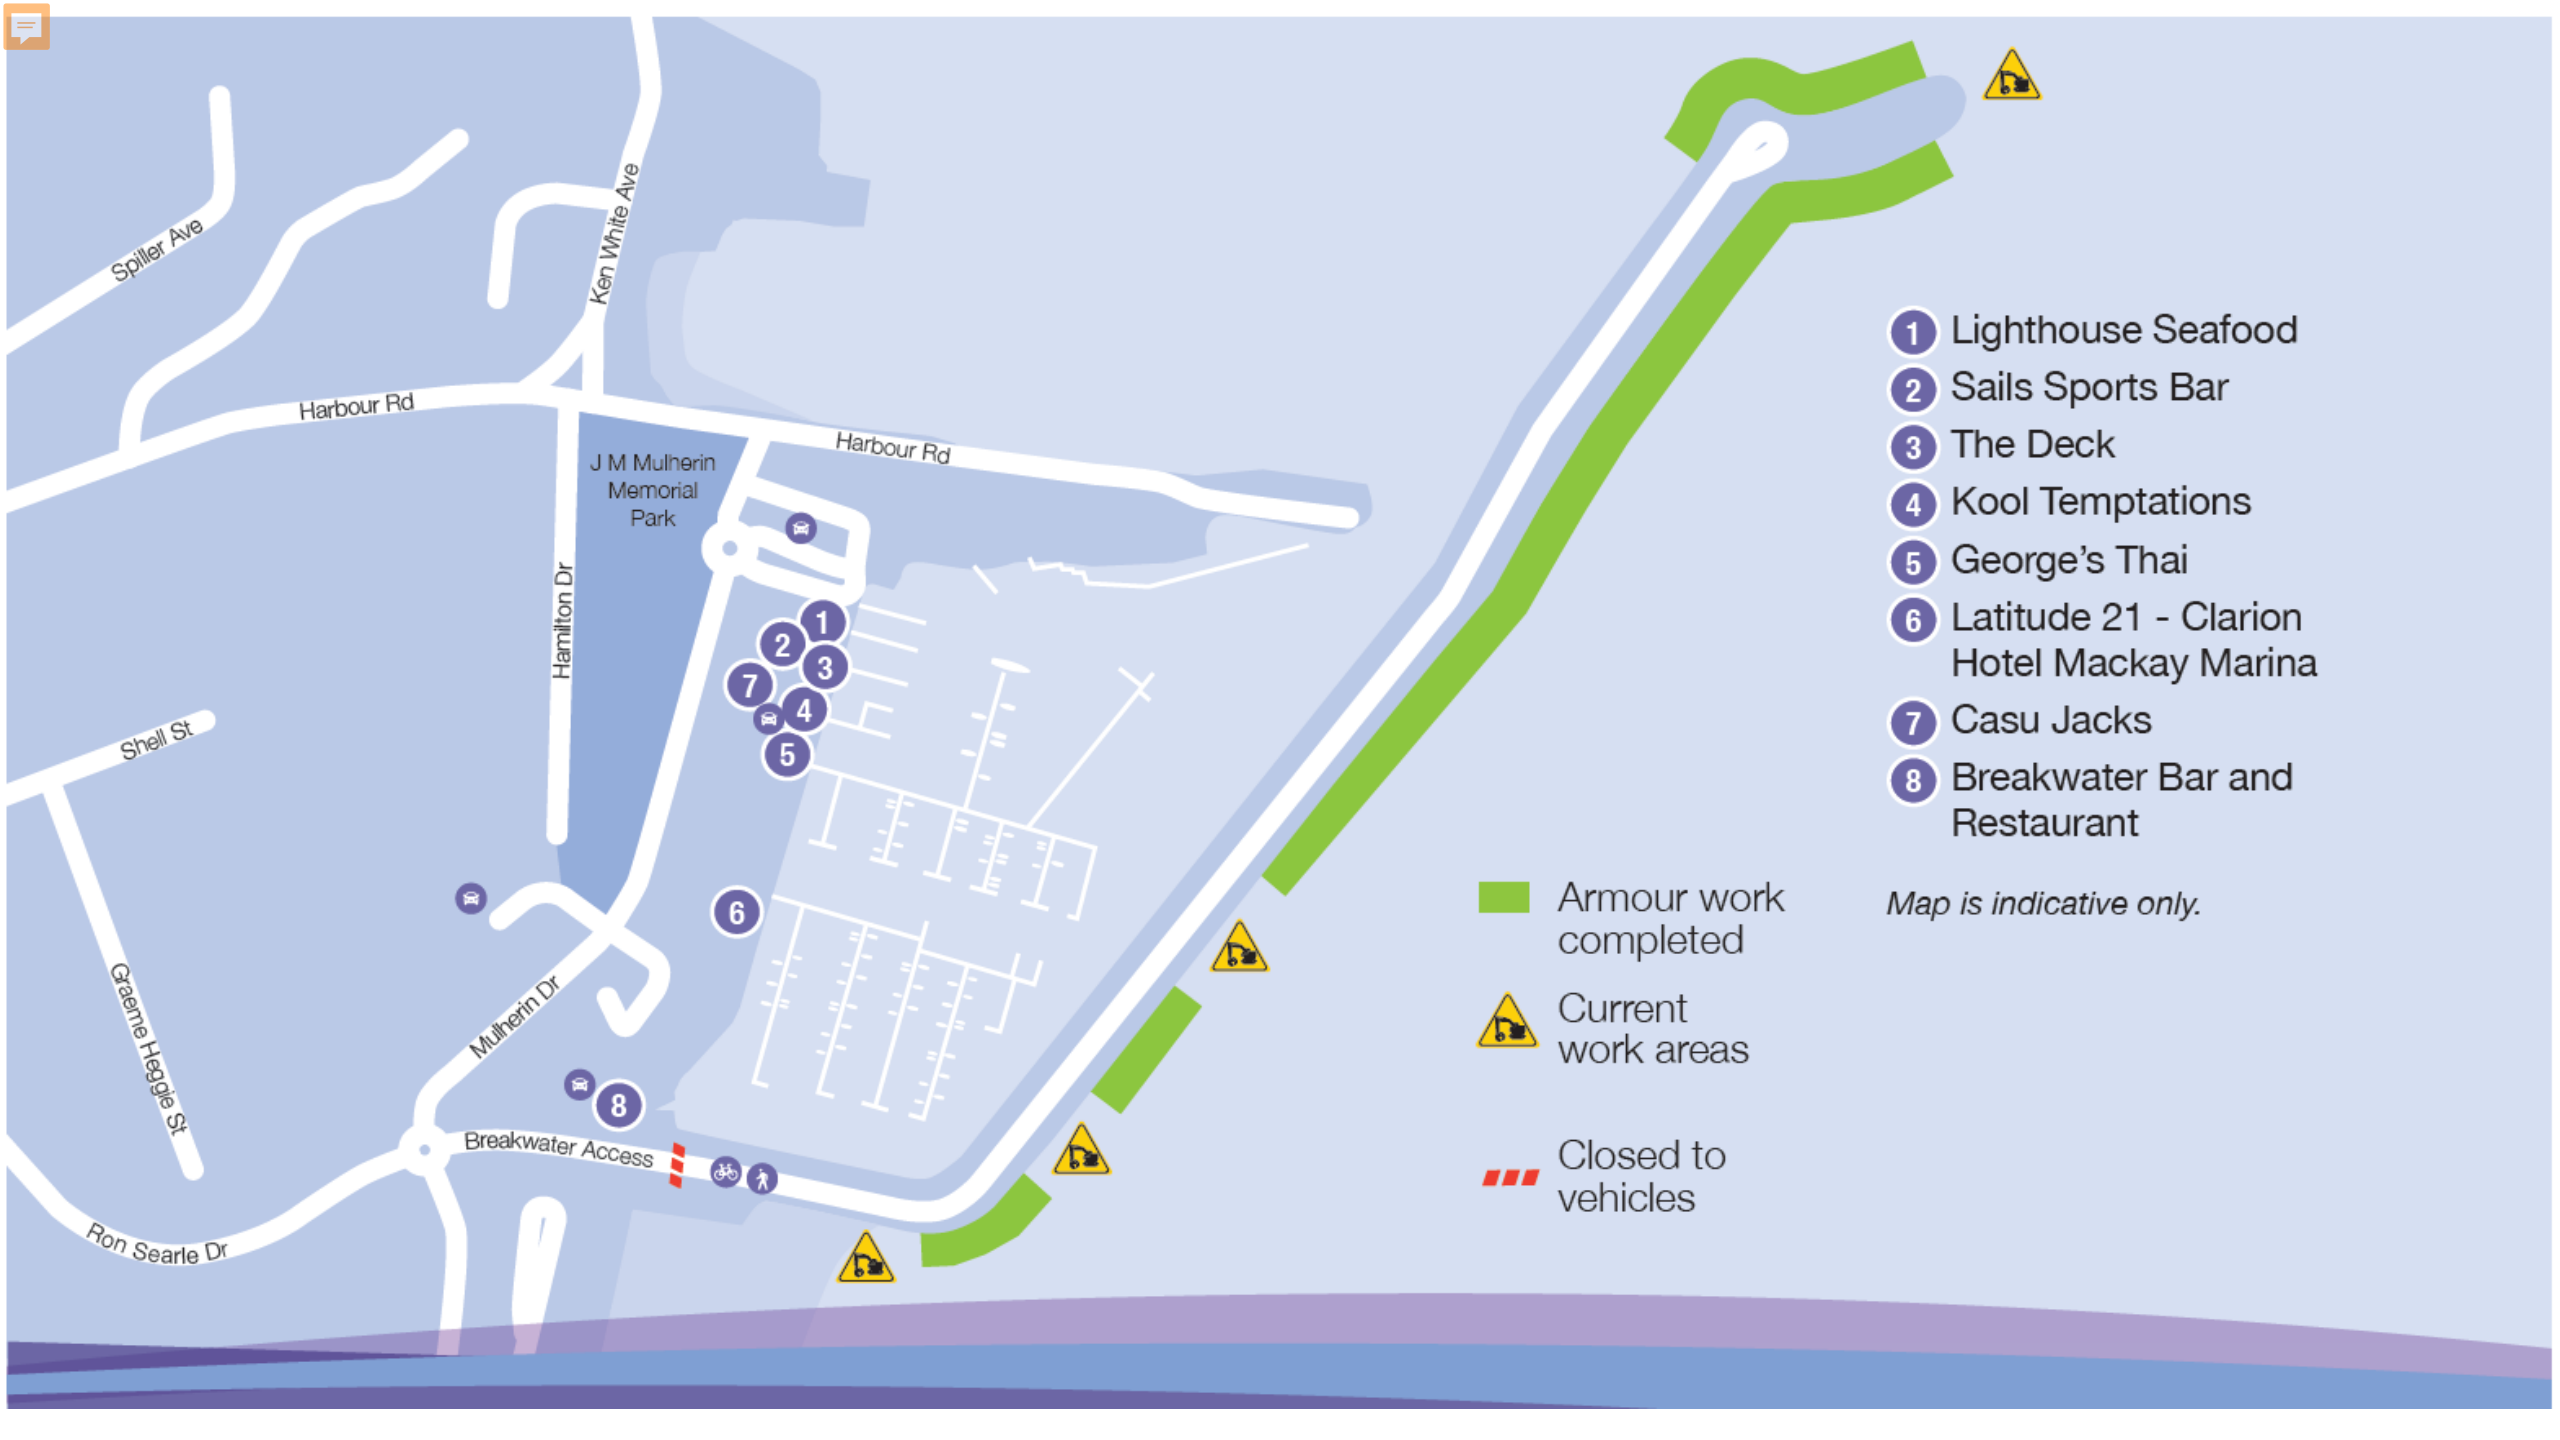 Spiller Ave
Ken White Ave
Harbour Rd
Harbour Rd
J M Mulherin
Memorial
Park
Hamilton Dr
Shell St
Graeme Heggie St
Mulherin Dr
Breakwater Access
Ron Searle Dr
1
2
3
7
4
5
6
8
1 Lighthouse Seafood
2 Sails Sports Bar
3 The Deck
4 Kool Temptations
5 George’s Thai
6 Latitude 21 - Clarion
Hotel Mackay Marina
7 Casu Jacks
8 Breakwater Bar and
Restaurant
Map is indicative only.
Armour work
completed
Current
work areas
Closed to
vehicles